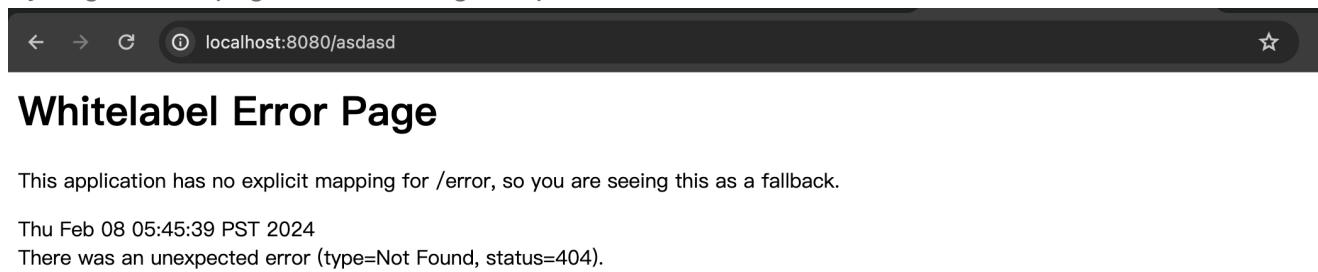 localhost:8080/asdasd
Whitelabel Error Page
This application has no explicit mapping for /error, so you are seeing this as a fallback.
Thu Feb 08 05:45:39 PST 2024
There was an unexpected error (type=Not Found, status=404).